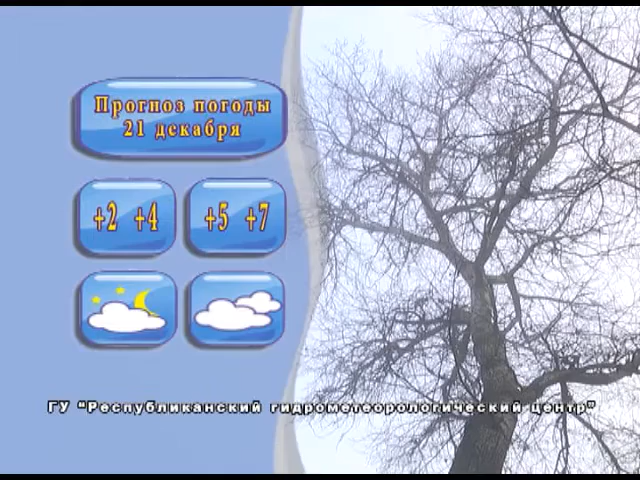 Прогноз погоды
21 декабря
+2 +4
+5 +7
ГУ "Республиканский гидрометеорологический центр"